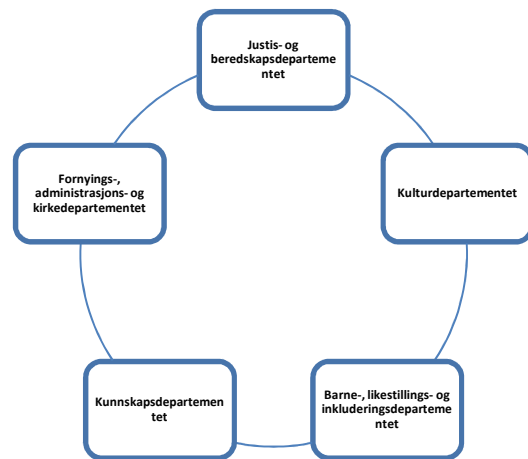 Justis- og
beredskapsdeparteme
ntet
Kulturdepartementet
Barne-, likestillings- og
inkluderingsdeparteme
ntet
Kunnskapsdepartemen
tet
Fornyings-,
administrasjons- og
kirkedepartementet